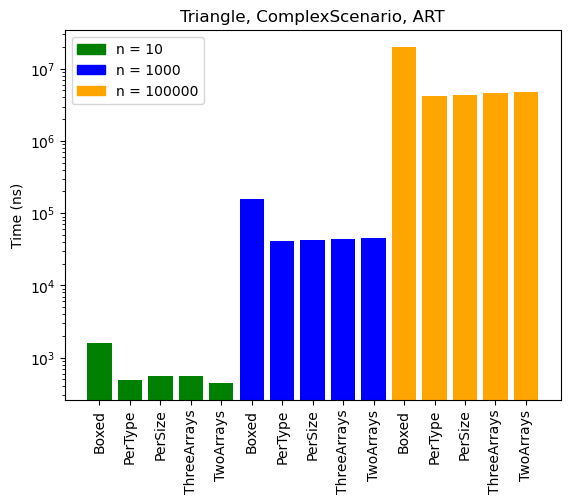 Triangle, ComplexScenario, ART
n = 10
n = 1000
n = 100000
Time (ns)
10^7
10^6
10^5
10^4
10^3
Boxed
PerType
PerSize
ThreeArrays
TwoArrays
Boxed
PerType
PerSize
ThreeArrays
TwoArrays
Boxed
PerType
PerSize
ThreeArrays
TwoArrays